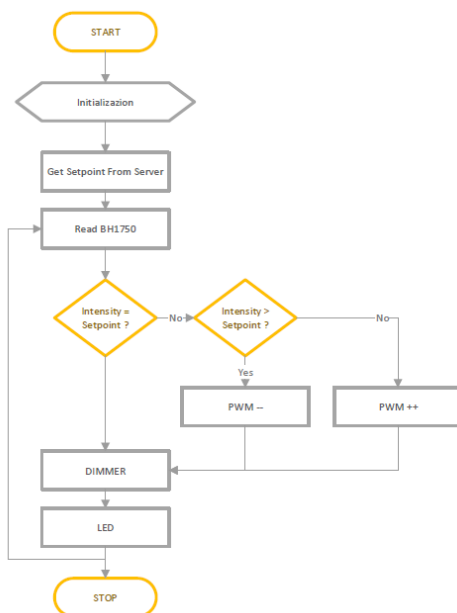 START
Initializazion
Get Setpoint From Server
Read BH1750
Intensity =
Setpoint ?
No
Intensity >
Setpoint ?
No
Yes
PWM --
PWM ++
DIMMER
LED
STOP